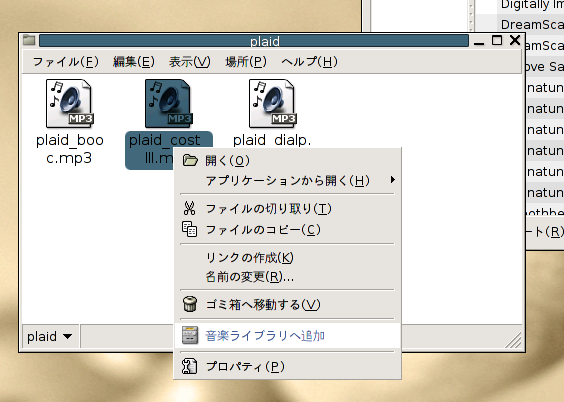 Digitally Im
DreamSca
DreamSca
ove Sa
natun
natun
natun
natun
natun
natun
plaid
ファイル(F) 編集(E) 表示(V) 場所(P) ヘルプ(H)
MP3 MP3 MP3
plaid_boo plaid_cost plaid_dialp.
c.mp3 lll.m
開く(O)
アプリケーションから開く(H)
ファイルの切り取り(T)
ファイルのコピー(C)
リンクの作成(K)
名前の変更(R)...
ゴミ箱へ移動する(V)
音楽ライブラリへ追加
プロパティ(P)
plaid
ート(R)